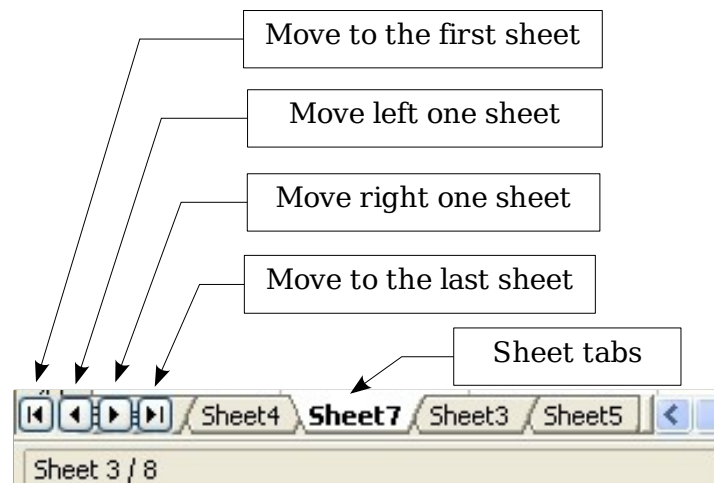 Move to the first sheet
Move left one sheet
Move right one sheet
Move to the last sheet
Sheet tabs
Sheet4 Sheet7 Sheet3 Sheet5
Sheet 3 / 8